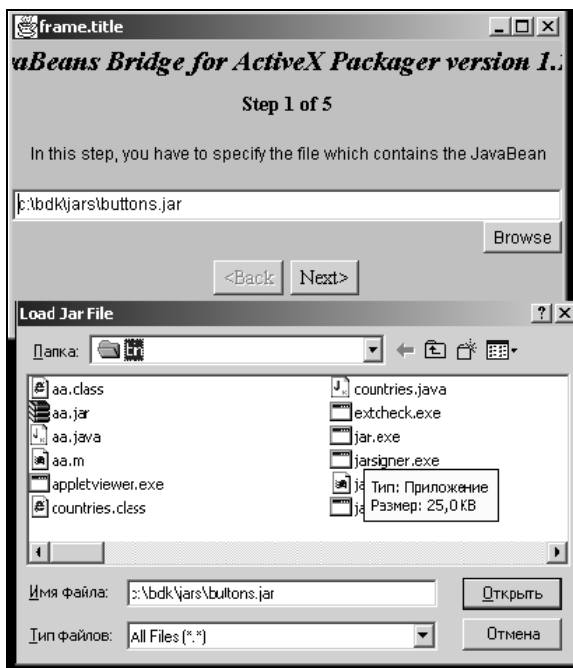 frame.title
aBeans Bridge for ActiveX Packager version 1.
Step 1 of 5
In this step, you have to specify the file which contains the JavaBean
c:\bdk\jars\buttons.jar
Browse
<Back Next>
Load Jar File
Папка:
aa.class
aa.jar
aa.java
aa.m
appletviewer.exe
countries.class
countries.java
extcheck.exe
jar.exe
jarsigner.exe
Тип: Приложение
Размер: 25,0 KB
Имя файла: :\bdk\jars\buttons.jar
Открыть
Тип файлов: All Files (*.*)
Отмена